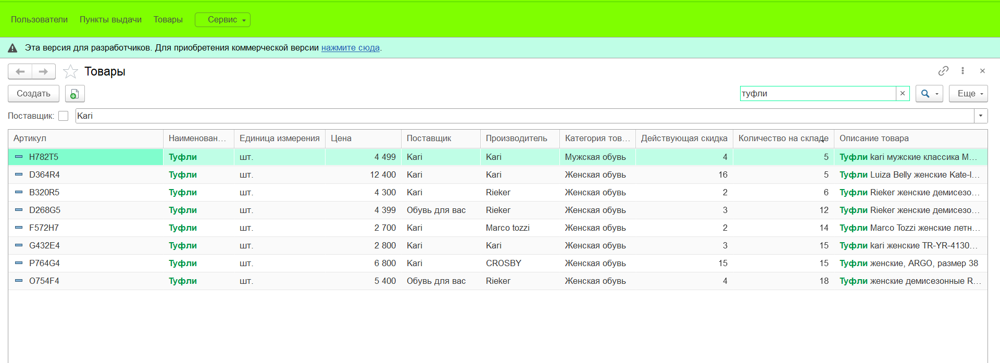 Пользователи Пункты выдачи Товары Сервис
Эта версия для разработчиков. Для приобретения коммерческой версии нажмите сюда.
Товары
Создать туфли Еще
Поставщик: Kari
Артикул Наименован... Единица измерения Цена Поставщик Производитель Категория тов... Действующая скидка Количество на складе Описание товара
H782T5 Туфли шт. 4 499 Kari Kari Мужская обувь 4 5 Туфли kari мужские классика M...
D364R4 Туфли шт. 12 400 Kari Kari Женская обувь 16 5 Туфли Luiza Belly женские Kate-l...
B320R5 Туфли шт. 4 300 Kari Rieker Женская обувь 2 6 Туфли Rieker женские демисезо...
D268G5 Туфли шт. 4 399 Обувь для вас Rieker Женская обувь 3 12 Туфли Rieker женские демисезо...
F572H7 Туфли шт. 2 700 Kari Marco tozzi Женская обувь 2 14 Туфли Marco Tozzi женские летн...
G432E4 Туфли шт. 2 800 Kari Kari Женская обувь 3 15 Туфли kari женские TR-YR-4130...
P764G4 Туфли шт. 6 800 Kari CROSBY Женская обувь 15 15 Туфли женские, ARGO, размер 38
O754F4 Туфли шт. 5 400 Обувь для вас Rieker Женская обувь 4 18 Туфли женские демисезонные R...